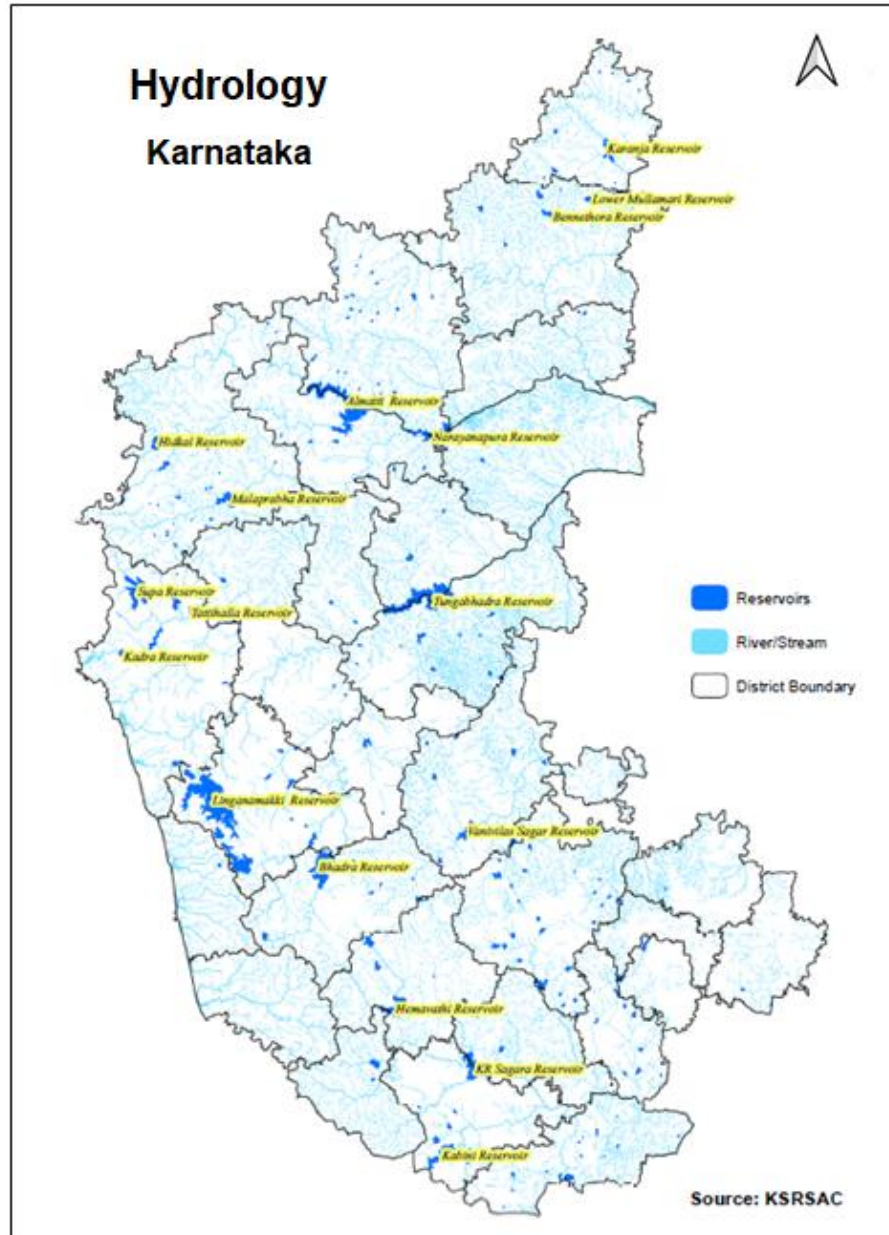 Hydrology
Karnataka
Karanja Reservoir
Lower Mullamari Reservoir
Bennethora Reservoir
Almatti Reservoir
Narayanapura Reservoir
Hidkal Reservoir
Malaprabha Reservoir
Supa Reservoir
Tattihalla Reservoir
Tungabhadra Reservoir
Kadra Reservoir
Reservoirs
River/Stream
District Boundary
Linganamakki Reservoir
Vanivilas Sagar Reservoir
Bhadra Reservoir
Hemavathi Reservoir
KR Sagara Reservoir
Kabini Reservoir
Source: KSRSAC